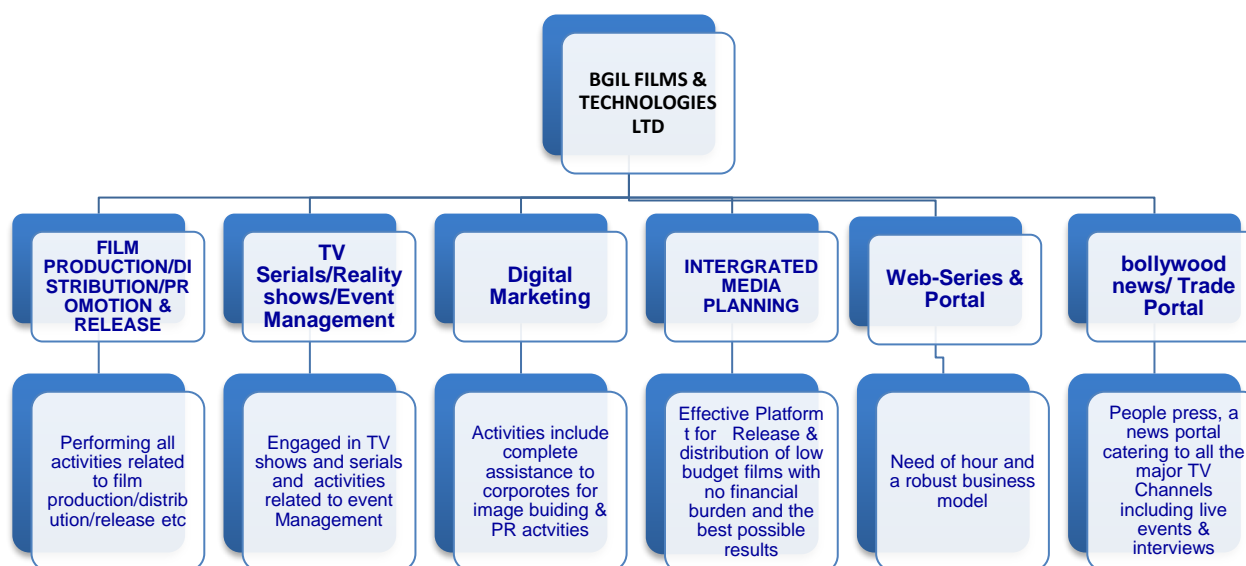 BGIL FILMS &
TECHNOLOGIES
LTD
FILM
PRODUCTION/DI
STRIBUTION/PR
OMOTION &
RELEASE
TV
Serials/Reality
shows/Event
Management
Digital
Marketing
INTERGRATED
MEDIA
PLANNING
Web-Series &
Portal
bollywood
news/ Trade
Portal
Performing all
activities related
to film
production/distrib
ution/release etc
Engaged in TV
shows and serials
and activities
related to event
Management
Activities include
complete
assistance to
corporotes for
image buiding &
PR actvities
Effective Platform
t for Release &
distribution of low
budget films with
no financial
burden and the
best possible
results
Need of hour and
a robust business
model
People press, a
news portal
catering to all the
major TV
Channels
including live
events &
interviews